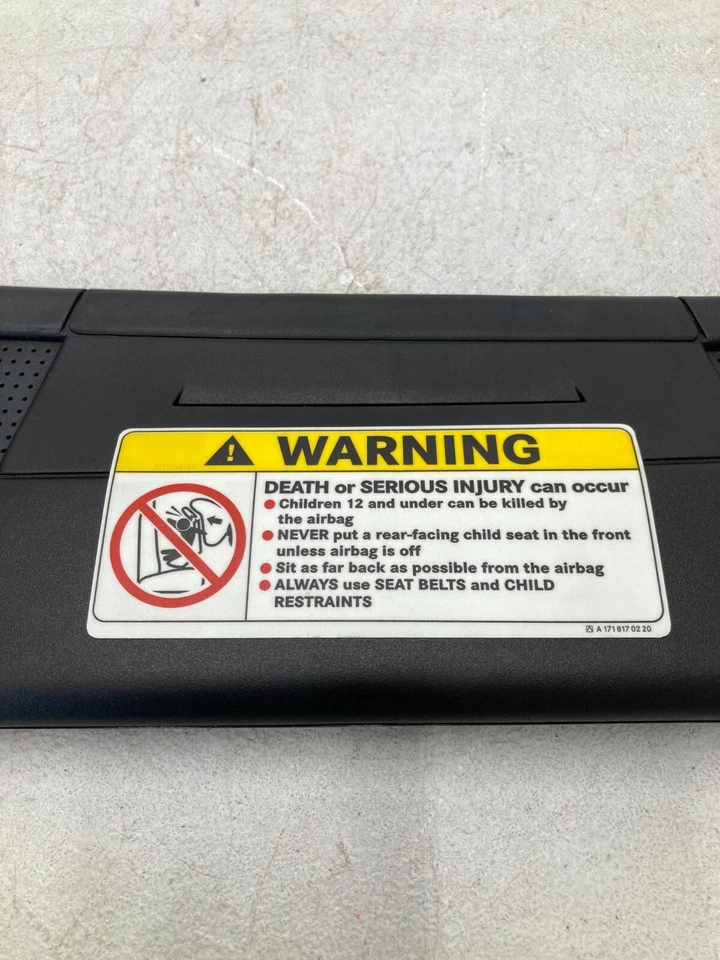 WARNING
DEATH or SERIOUS INJURY can occur
● Children 12 and under can be killed by
the airbag
● NEVER put a rear-facing child seat in the front
unless airbag is off
● Sit as far back as possible from the airbag
● ALWAYS use SEAT BELTS and CHILD
RESTRAINTS
A 171 817 02 20